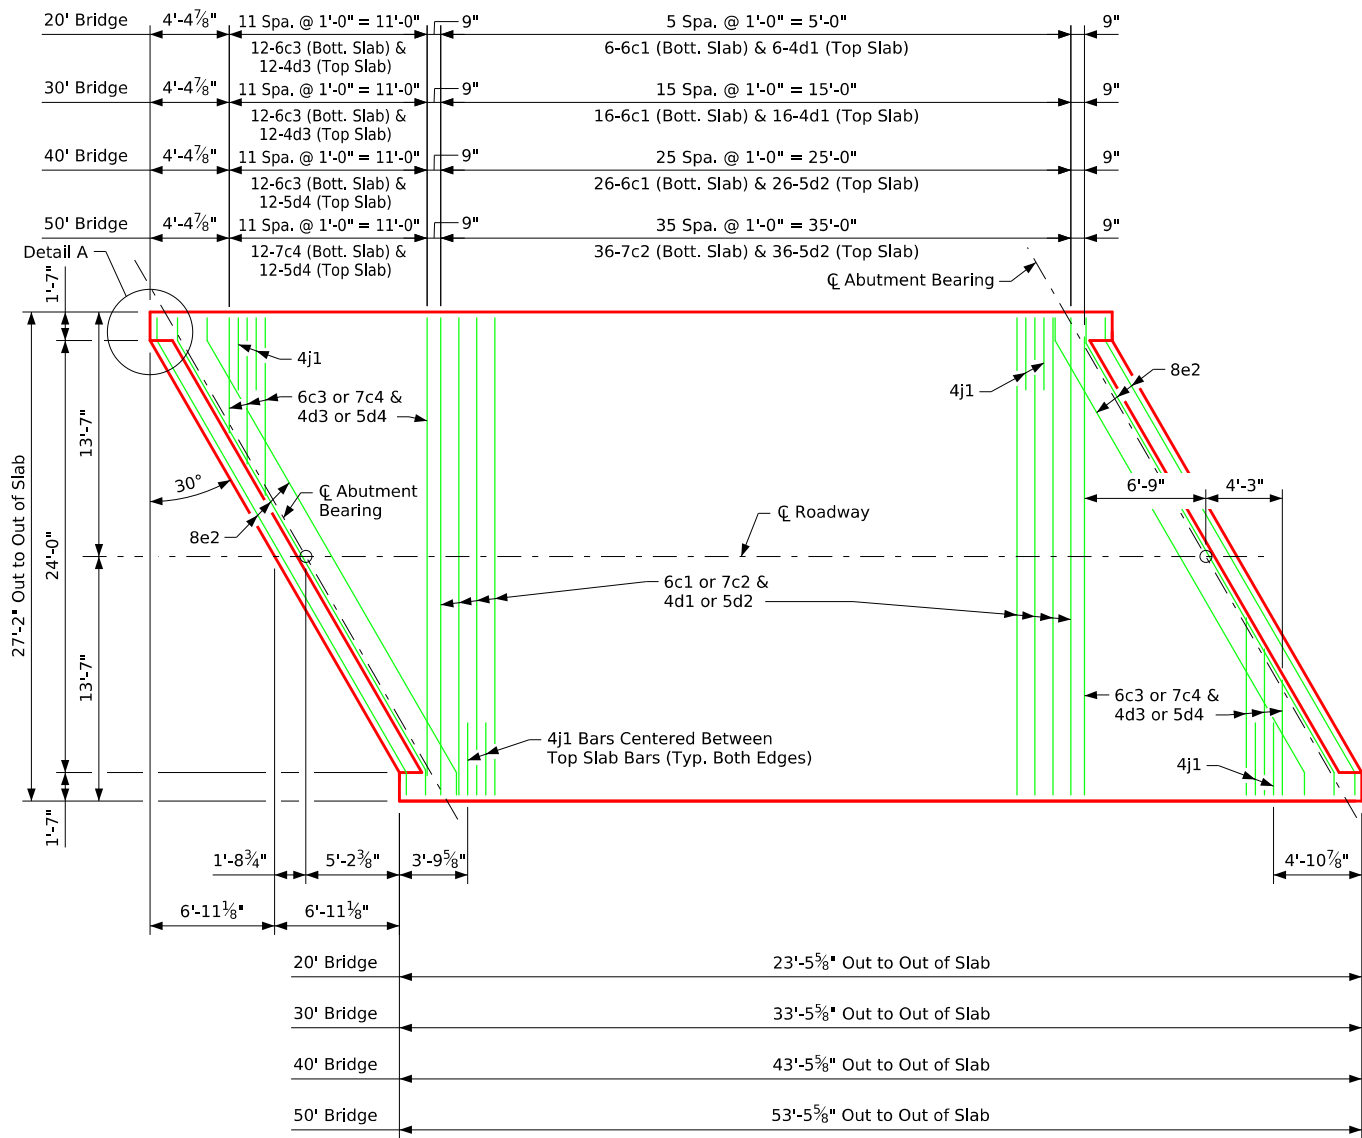 20' Bridge 4'-4⅞" 11 Spa. @ 1'-0" = 11'-0" 9" 5 Spa. @ 1'-0" = 5'-0" 9"
12-6c3 (Bott. Slab) & 6-6c1 (Bott. Slab) & 6-4d1 (Top Slab)
12-4d3 (Top Slab)
30' Bridge 4'-4⅞" 11 Spa. @ 1'-0" = 11'-0" 9" 15 Spa. @ 1'-0" = 15'-0" 9"
12-6c3 (Bott. Slab) & 16-6c1 (Bott. Slab) & 16-4d1 (Top Slab)
12-4d3 (Top Slab)
40' Bridge 4'-4⅞" 11 Spa. @ 1'-0" = 11'-0" 9" 25 Spa. @ 1'-0" = 25'-0" 9"
12-6c3 (Bott. Slab) & 26-6c1 (Bott. Slab) & 26-5d2 (Top Slab)
12-5d4 (Top Slab)
50' Bridge 4'-4⅞" 11 Spa. @ 1'-0" = 11'-0" 9" 35 Spa. @ 1'-0" = 35'-0" 9"
12-7c4 (Bott. Slab) & 36-7c2 (Bott. Slab) & 36-5d2 (Top Slab)
12-5d4 (Top Slab)
Detail A
℄ Abutment Bearing
1'-7"
4j1
8e2
4j1
6c3 or 7c4 &
4d3 or 5d4
13'-7"
27'-2" Out to Out of Slab
24'-0"
30°
℄ Abutment
Bearing
8e2
℄ Roadway
6'-9" 4'-3"
6c1 or 7c2 &
4d1 or 5d2
13'-7"
6c3 or 7c4 &
4d3 or 5d4
4j1 Bars Centered Between
Top Slab Bars (Typ. Both Edges)
4j1
1'-7"
1'-8¾" 5'-2⅜" 3'-9⅝" 4'-10⅞"
6'-11⅛" 6'-11⅛"
20' Bridge 23'-5⅝" Out to Out of Slab
30' Bridge 33'-5⅝" Out to Out of Slab
40' Bridge 43'-5⅝" Out to Out of Slab
50' Bridge 53'-5⅝" Out to Out of Slab